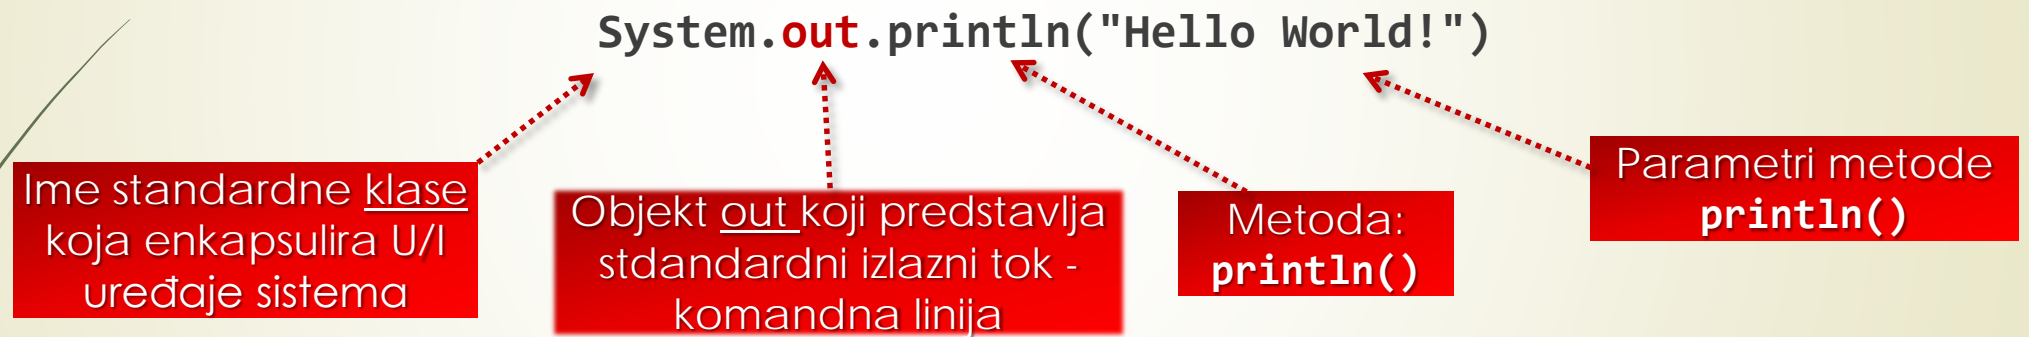 System.out.println("Hello World!")
Ime standardne klase
koja enkapsulira U/I
uređaje sistema
Objekt out koji predstavlja
stdandardni izlazni tok -
komandna linija
Metoda:
println()
Parametri metode
println()